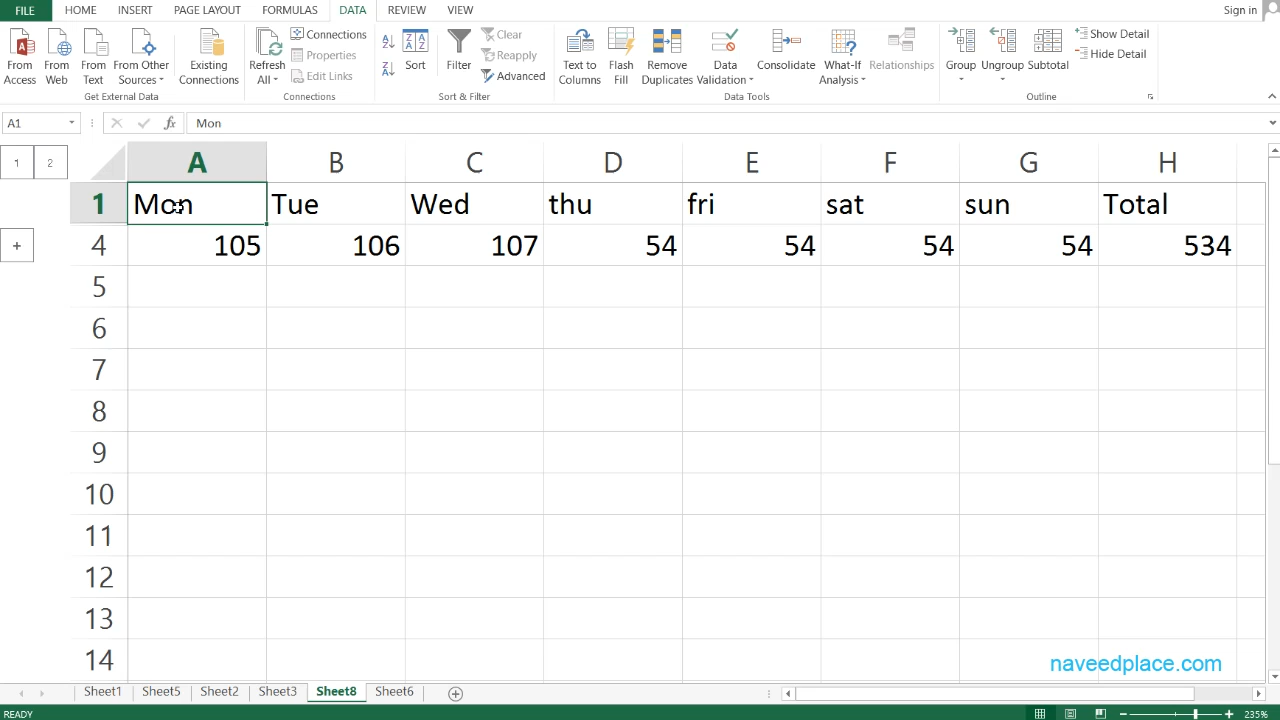 FILE HOME INSERT PAGE LAYOUT FORMULAS DATA REVIEW VIEW Sign in
From Access From Web From Text From Other Sources Existing Connections Refresh All Connections Properties Edit Links Sort Filter Clear Reapply Advanced Text to Columns Flash Fill Remove Duplicates Data Validation Consolidate What-If Analysis Relationships Group Ungroup Subtotal Show Detail Hide Detail
Get External Data Connections Sort & Filter Data Tools Outline
A1 fx Mon
1 2 A B C D E F G H
1 Mon Tue Wed thu fri sat sun Total
4 105 106 107 54 54 54 54 534
5
6
7
8
9
10
11
12
13
14
naveedplace.com
Sheet1 Sheet5 Sheet2 Sheet3 Sheet8 Sheet6
READY 235%